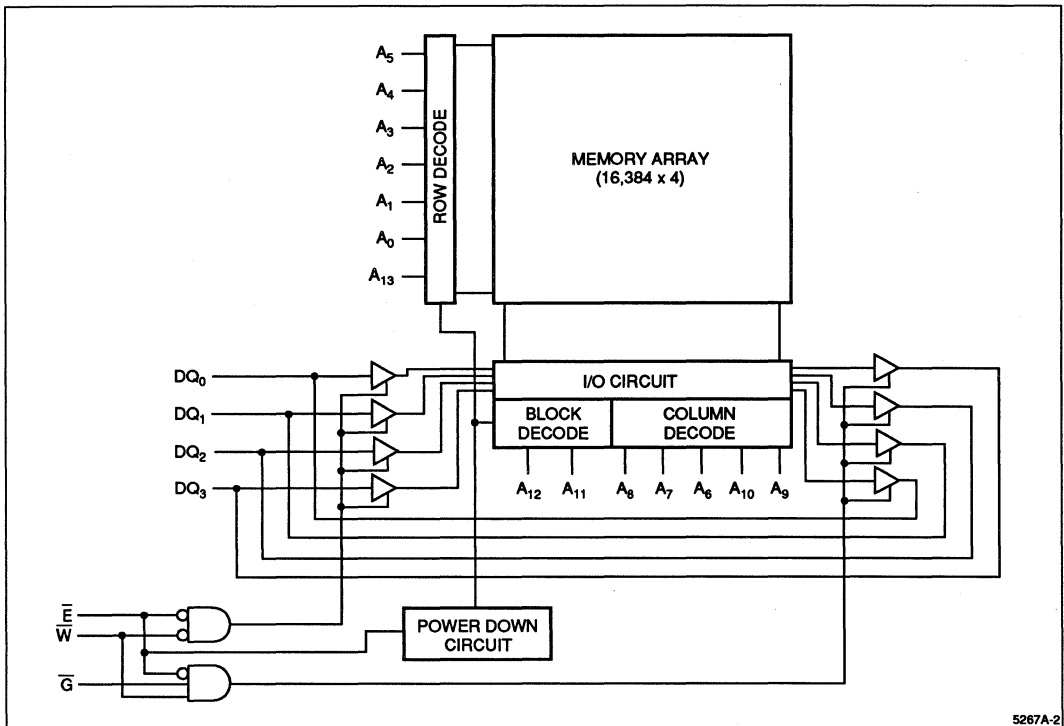 A5
A4
A3
A2
A1
A0
A13
ROW DECODE
MEMORY ARRAY
(16,384 x 4)
DQ0
DQ1
DQ2
DQ3
I/O CIRCUIT
BLOCK
DECODE
COLUMN
DECODE
A12 A11 A8 A7 A6 A10 A9
E̅
W̅
G̅
POWER DOWN
CIRCUIT
5267A-2